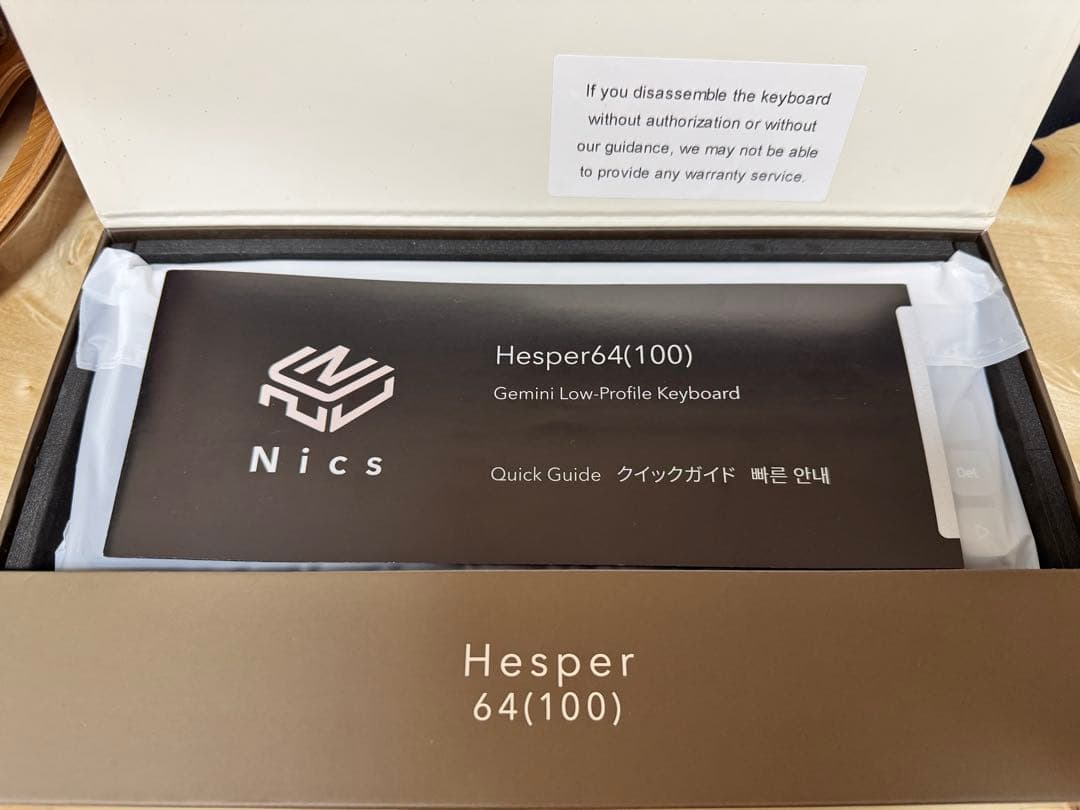 If you disassemble the keyboard
without authorization or without
our guidance, we may not be able
to provide any warranty service.
Nics
Hesper64(100)
Gemini Low-Profile Keyboard
Quick Guide クイックガイド 빠른 안내
Del
Hesper
64(100)